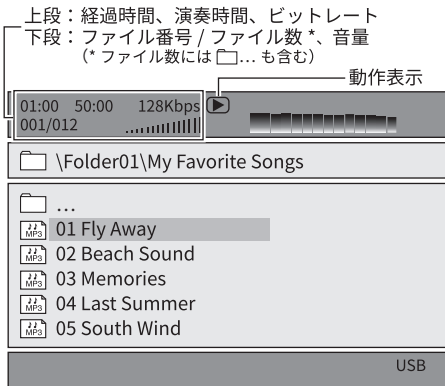 上段：経過時間、演奏時間、ビットレート
下段：ファイル番号 / ファイル数 *、音量
（* ファイル数には … も含む）
動作表示
01:00 50:00 128Kbps
001/012
\Folder01\My Favorite Songs
…
MP3 01 Fly Away
MP3 02 Beach Sound
MP3 03 Memories
MP3 04 Last Summer
MP3 05 South Wind
USB